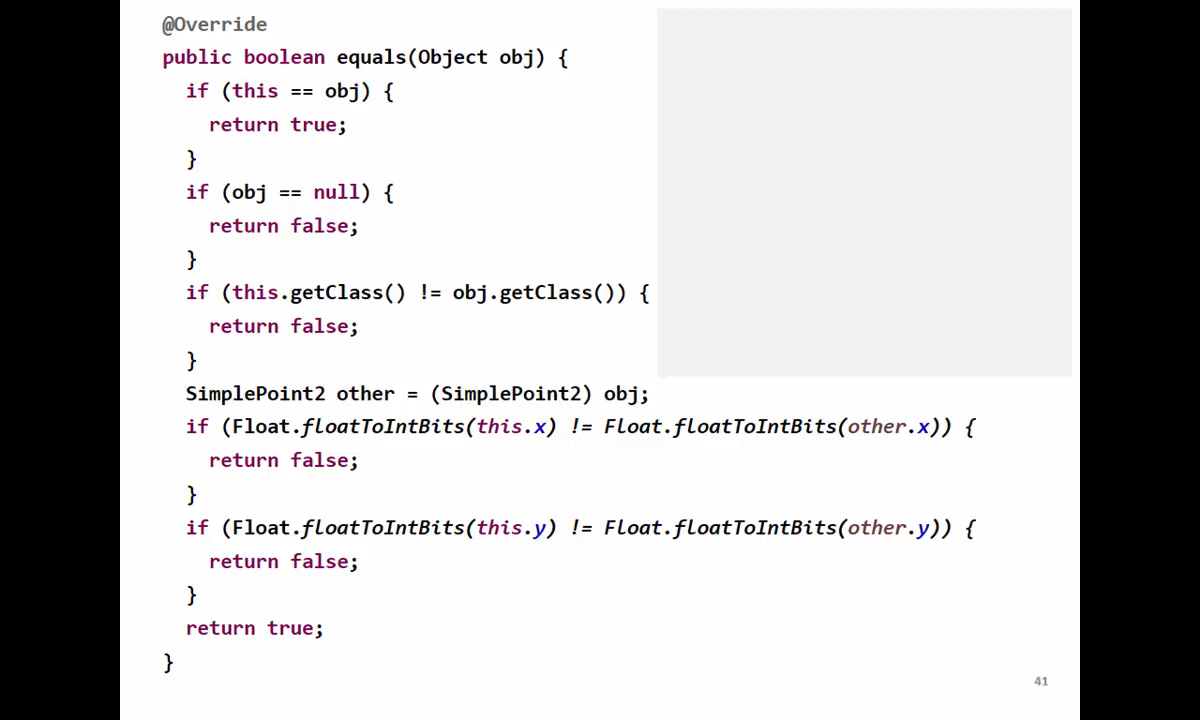 @Override
public boolean equals(Object obj) {
if (this == obj) {
return true;
}
if (obj == null) {
return false;
}
if (this.getClass() != obj.getClass()) {
return false;
}
SimplePoint2 other = (SimplePoint2) obj;
if (Float.floatToIntBits(this.x) != Float.floatToIntBits(other.x)) {
return false;
}
if (Float.floatToIntBits(this.y) != Float.floatToIntBits(other.y)) {
return false;
}
return true;
}
41